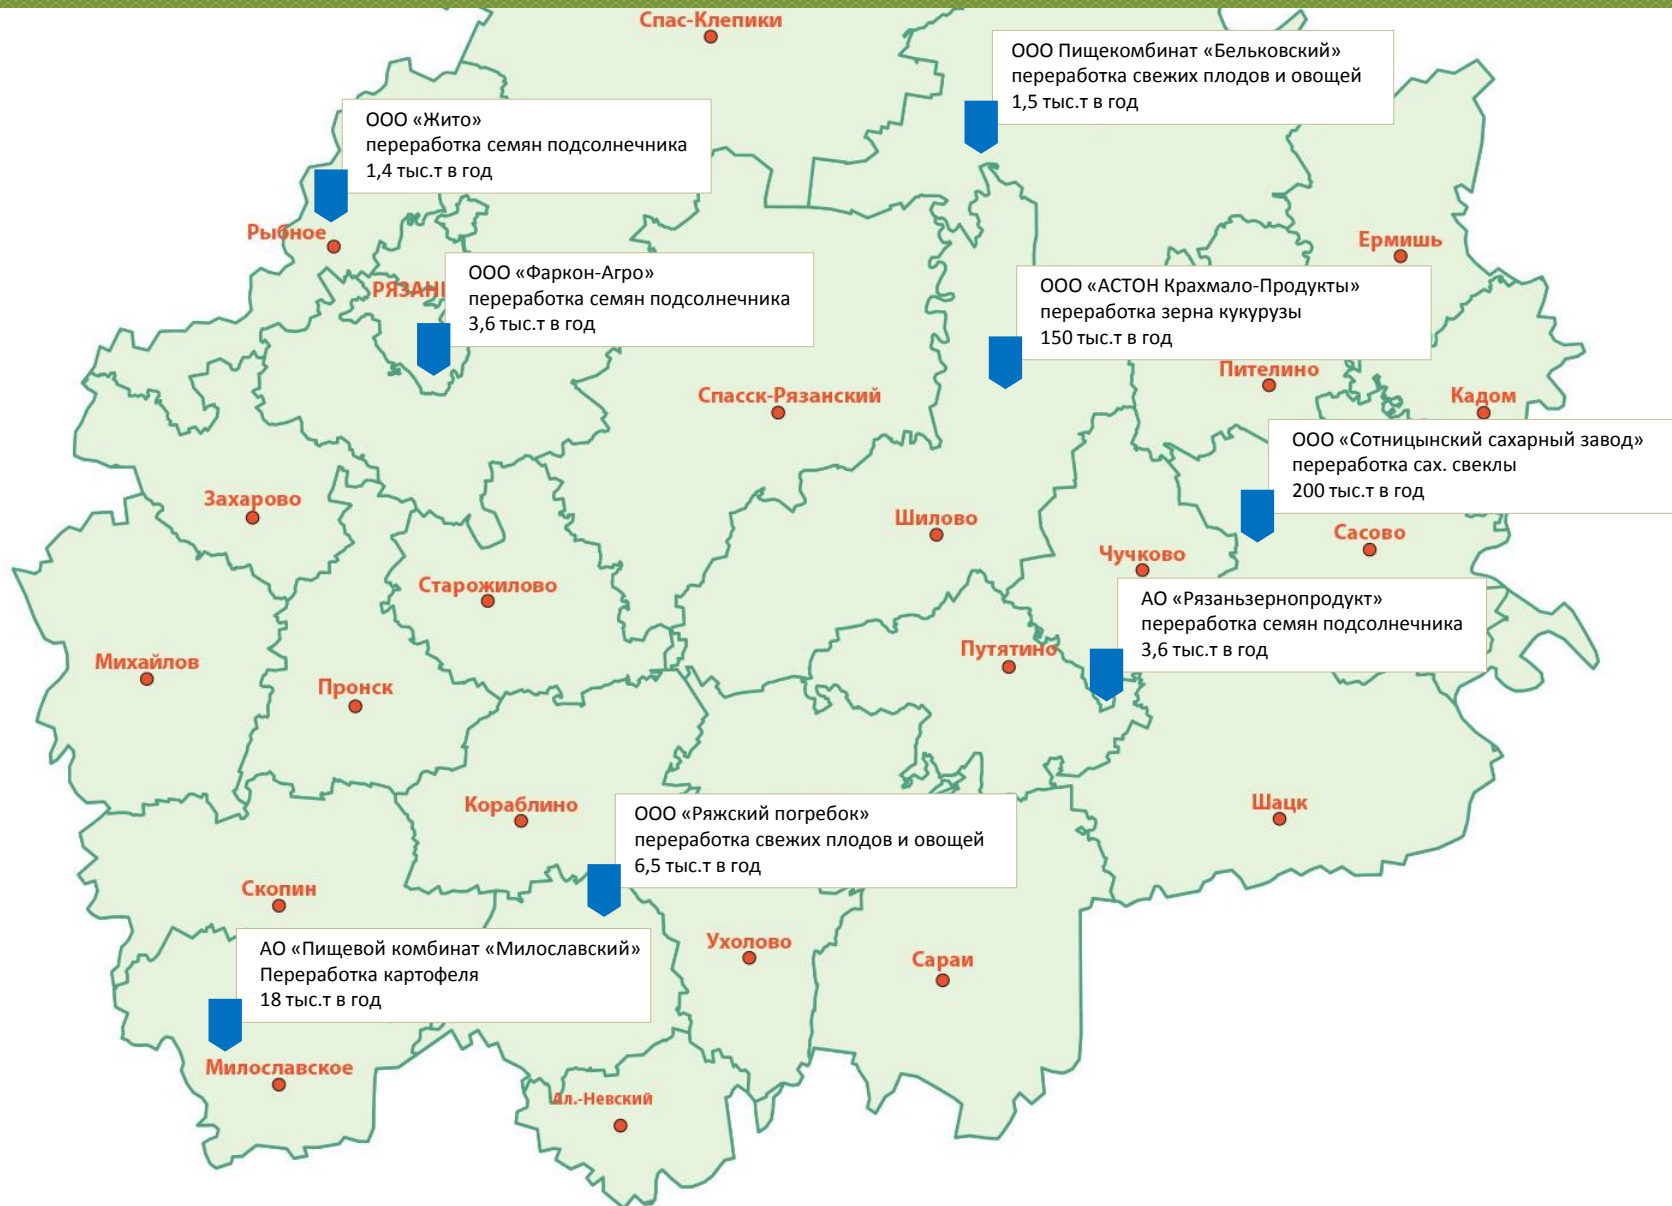 Спас-Клепики
ООО Пищекомбинат «Бельковский»
переработка свежих плодов и овощей
1,5 тыс.т в год
ООО «Жито»
переработка семян подсолнечника
1,4 тыс.т в год
Рыбное
Ермишь
РЯЗАНЬ
ООО «Фаркон-Агро»
переработка семян подсолнечника
3,6 тыс.т в год
ООО «АСТОН Крахмало-Продукты»
переработка зерна кукурузы
150 тыс.т в год
Пителино
Спасск-Рязанский
Кадом
ООО «Сотницынский сахарный завод»
переработка сах. свеклы
200 тыс.т в год
Захарово
Шилово
Сасово
Чучково
Старожилово
АО «Рязаньзернопродукт»
переработка семян подсолнечника
3,6 тыс.т в год
Михайлов
Путятино
Пронск
Кораблино
Шацк
ООО «Ряжский погребок»
переработка свежих плодов и овощей
6,5 тыс.т в год
Скопин
Ухолово
Сараи
АО «Пищевой комбинат «Милославский»
Переработка картофеля
18 тыс.т в год
Милославское
Ал.-Невский